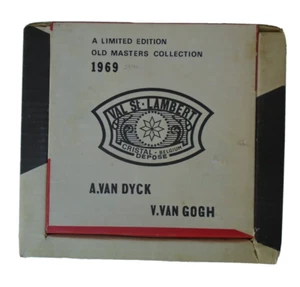 A LIMITED EDITION
OLD MASTERS COLLECTION
1969
VAL St. LAMBERT
CRISTAL - BELGIUM
DEPOSE
A.VAN DYCK
V.VAN GOGH